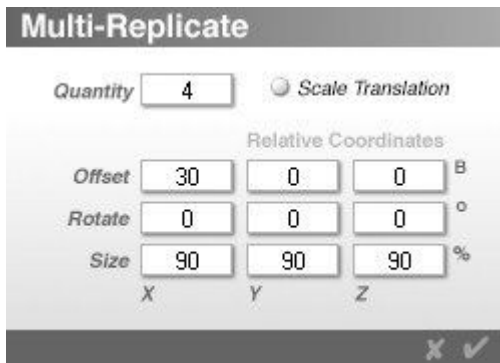 Multi-Replicate
Quantity 4 Scale Translation
Relative Coordinates
Offset 30 0 0 B
Rotate 0 0 0 °
Size 90 90 90 %
X Y Z